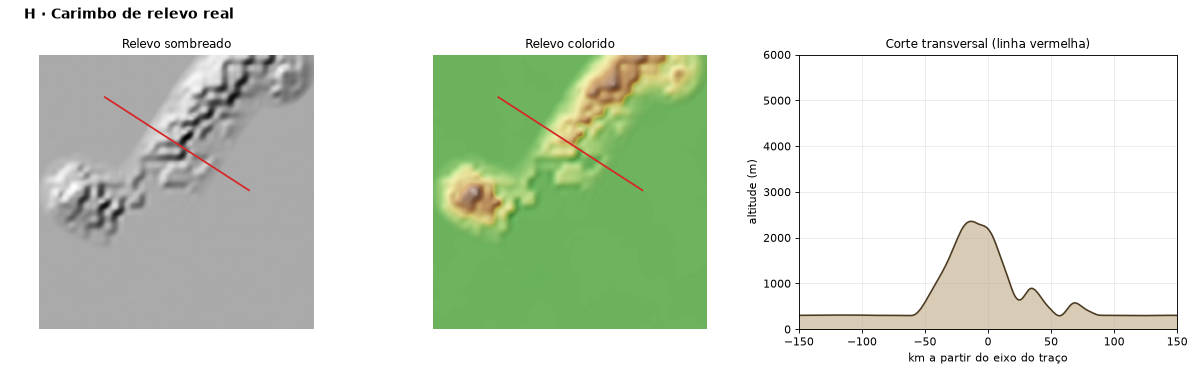 H · Carimbo de relevo real
Relevo sombreado
Relevo colorido
Corte transversal (linha vermelha)
altitude (m)
6000
5000
4000
3000
2000
1000
0
−150
−100
−50
0
50
100
150
km a partir do eixo do traço